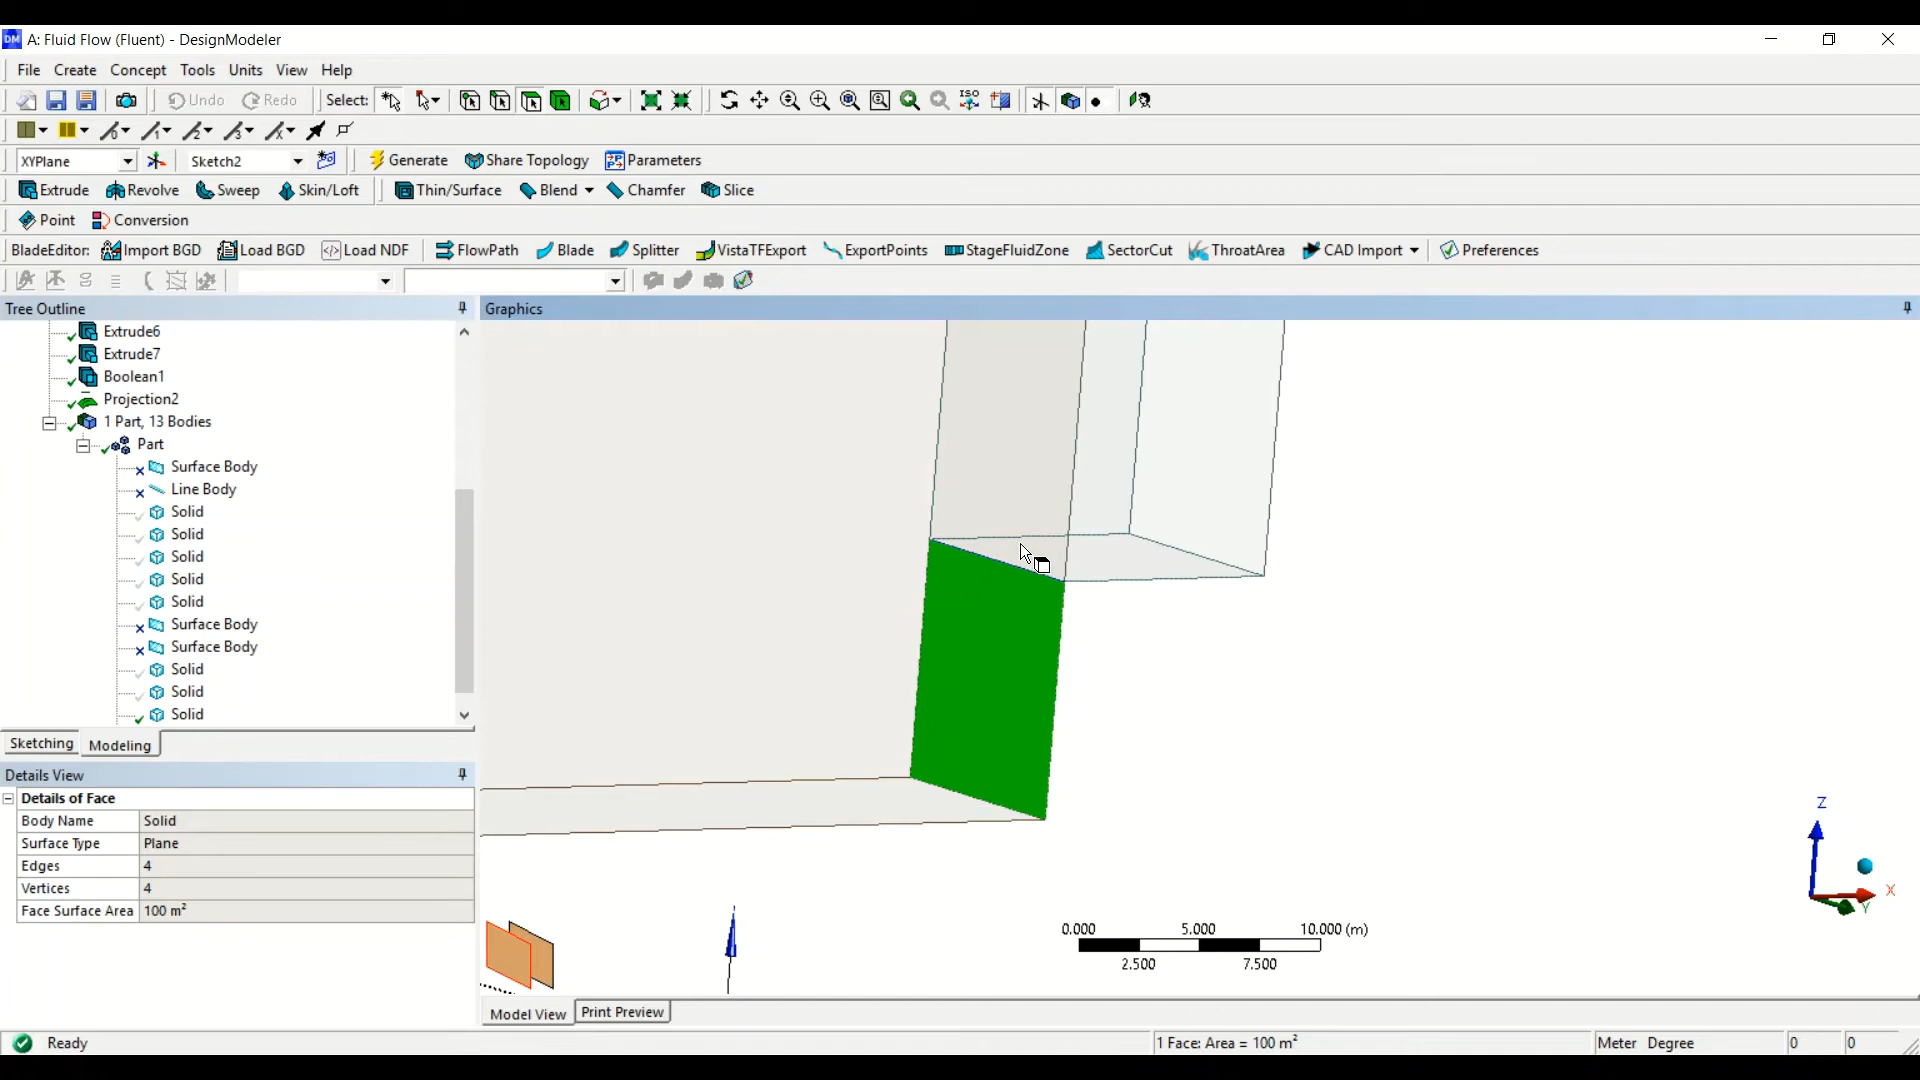 DM A: Fluid Flow (Fluent) - DesignModeler
File Create Concept Tools Units View Help
Undo Redo Select: ISO
XYPlane Sketch2 Generate Share Topology Parameters
Extrude Revolve Sweep Skin/Loft Thin/Surface Blend Chamfer Slice
Point Conversion
BladeEditor: Import BGD Load BGD Load NDF FlowPath Blade Splitter VistaTFExport ExportPoints StageFluidZone SectorCut ThroatArea CAD Import Preferences
Tree Outline
Graphics
Extrude6
Extrude7
Boolean1
Projection2
1 Part, 13 Bodies
Part
Surface Body
Line Body
Solid
Solid
Solid
Solid
Solid
Surface Body
Surface Body
Solid
Solid
Solid
Sketching Modeling
Details View
Details of Face
Body Name Solid
Surface Type Plane
Edges 4
Vertices 4
Face Surface Area 100 m²
Z
X
Y
0.000 5.000 10.000 (m)
2.500 7.500
Model View Print Preview
Ready 1 Face: Area = 100 m² Meter Degree 0 0